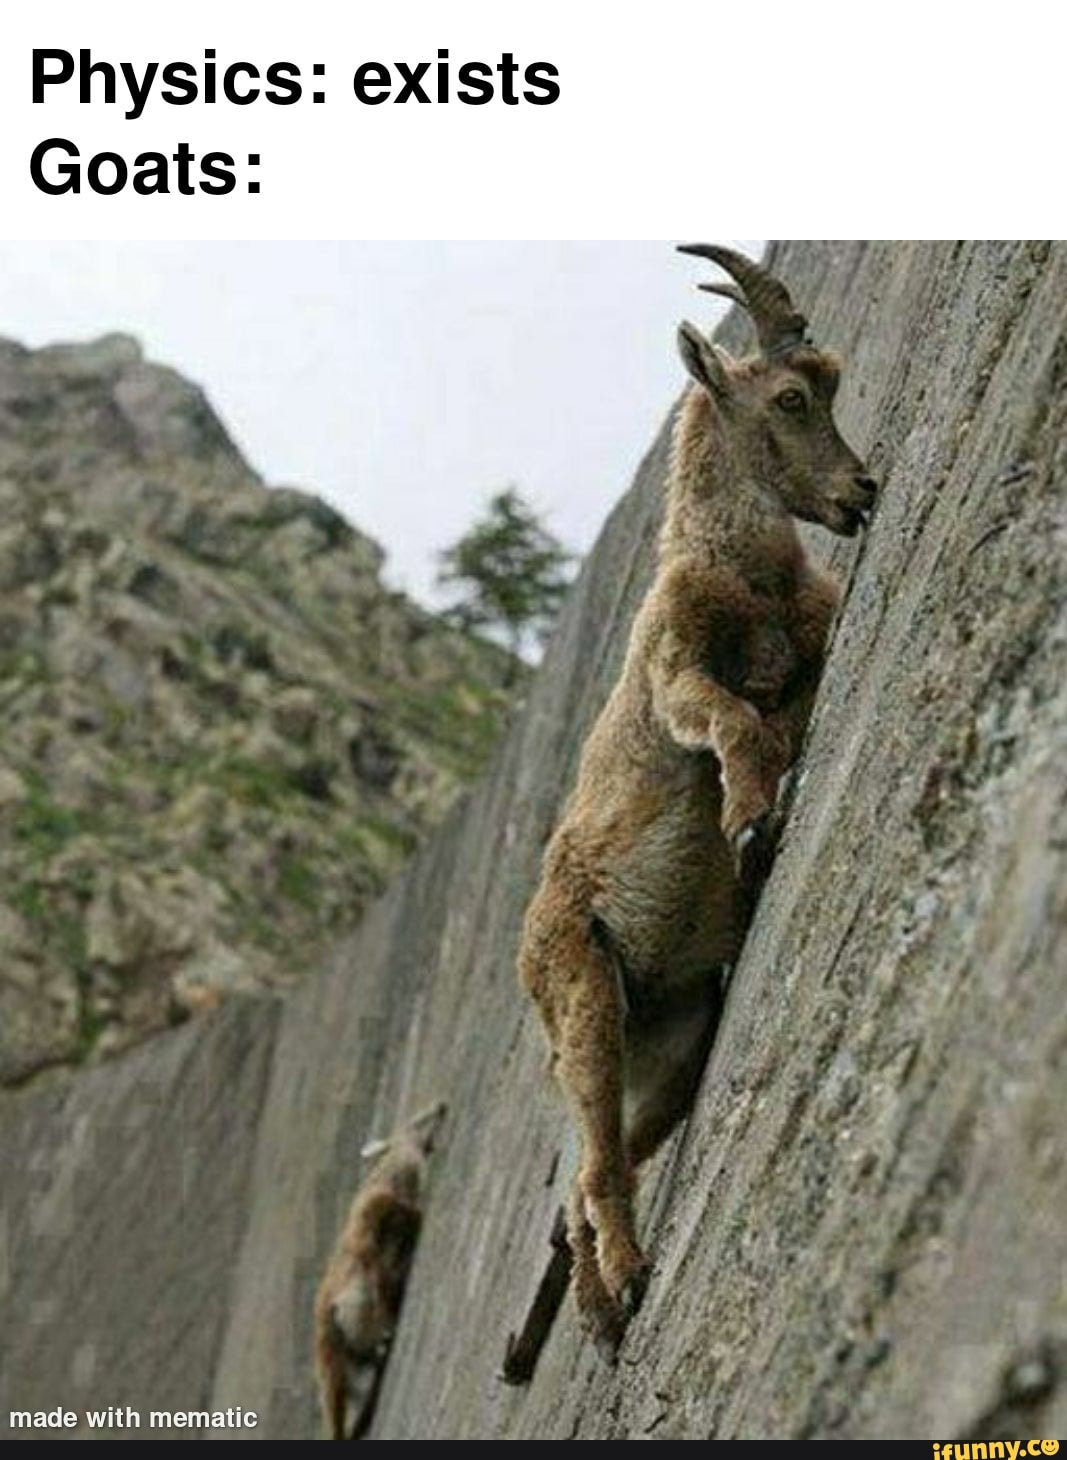 Physics: exists
Goats:
made with mematic
ifunny.co